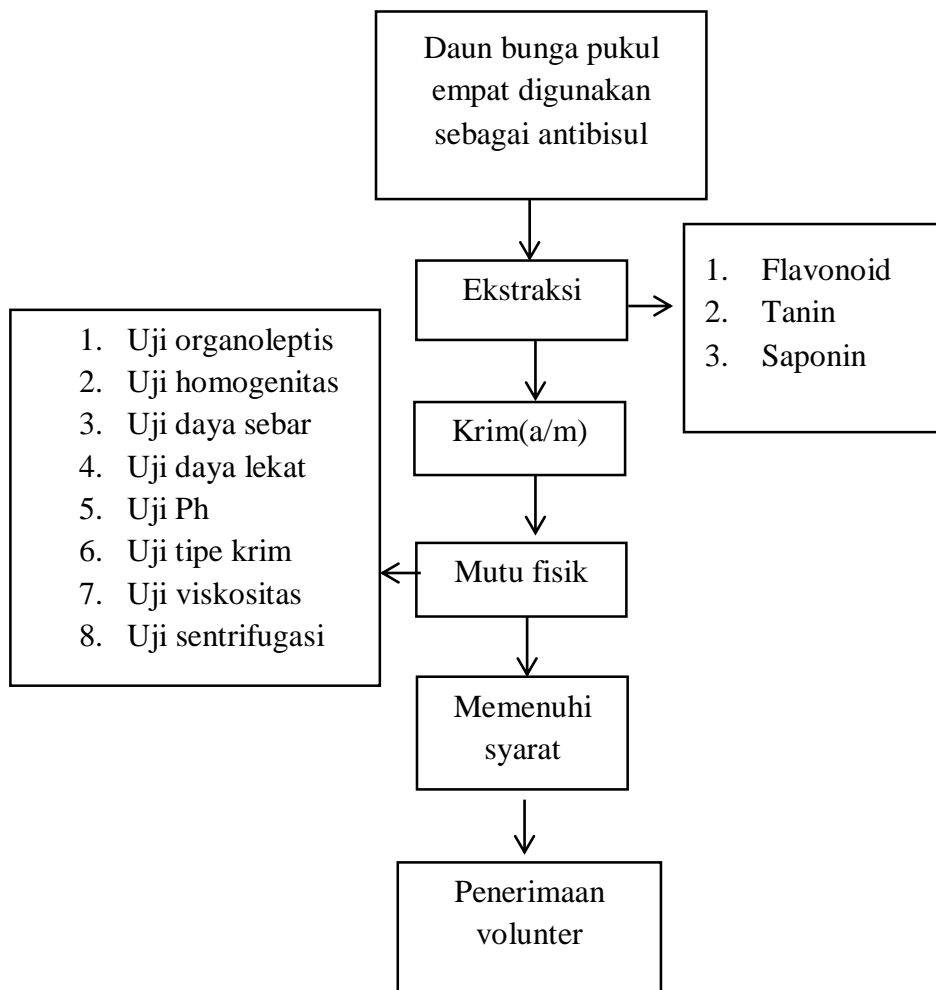 Daun bunga pukul
empat digunakan
sebagai antibisul
Ekstraksi
1. Flavonoid
2. Tanin
3. Saponin
Krim(a/m)
Mutu fisik
1. Uji organoleptis
2. Uji homogenitas
3. Uji daya sebar
4. Uji daya lekat
5. Uji Ph
6. Uji tipe krim
7. Uji viskositas
8. Uji sentrifugasi
Memenuhi
syarat
Penerimaan
volunter